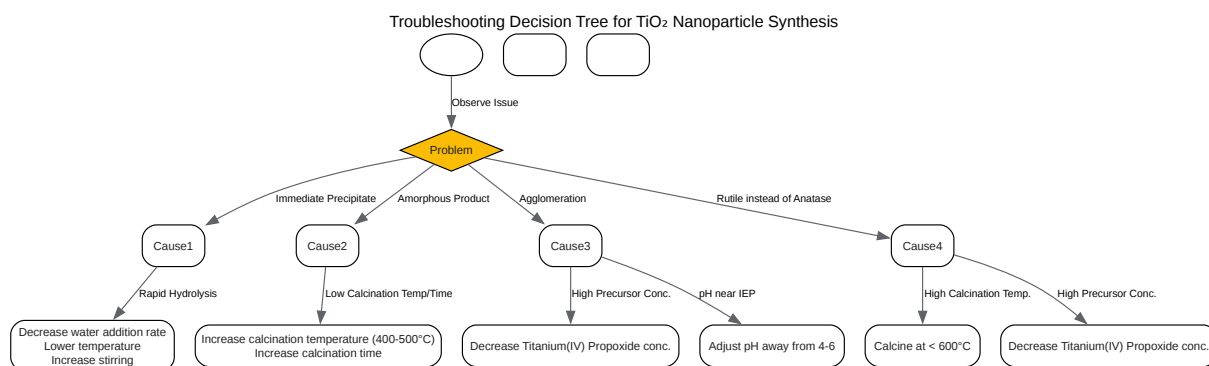 Troubleshooting Decision Tree for TiO₂ Nanoparticle Synthesis
Observe Issue
Problem
Immediate Precipitate
Amorphous Product
Agglomeration
Rutile instead of Anatase
Cause1
Cause2
Cause3
Cause4
Rapid Hydrolysis
Low Calcination Temp/Time
High Precursor Conc.
pH near IEP
High Calcination Temp.
High Precursor Conc.
Decrease water addition rate
Lower temperature
Increase stirring
Increase calcination temperature (400-500°C)
Increase calcination time
Decrease Titanium(IV) Propoxide conc.
Adjust pH away from 4-6
Calcine at < 600°C
Decrease Titanium(IV) Propoxide conc.